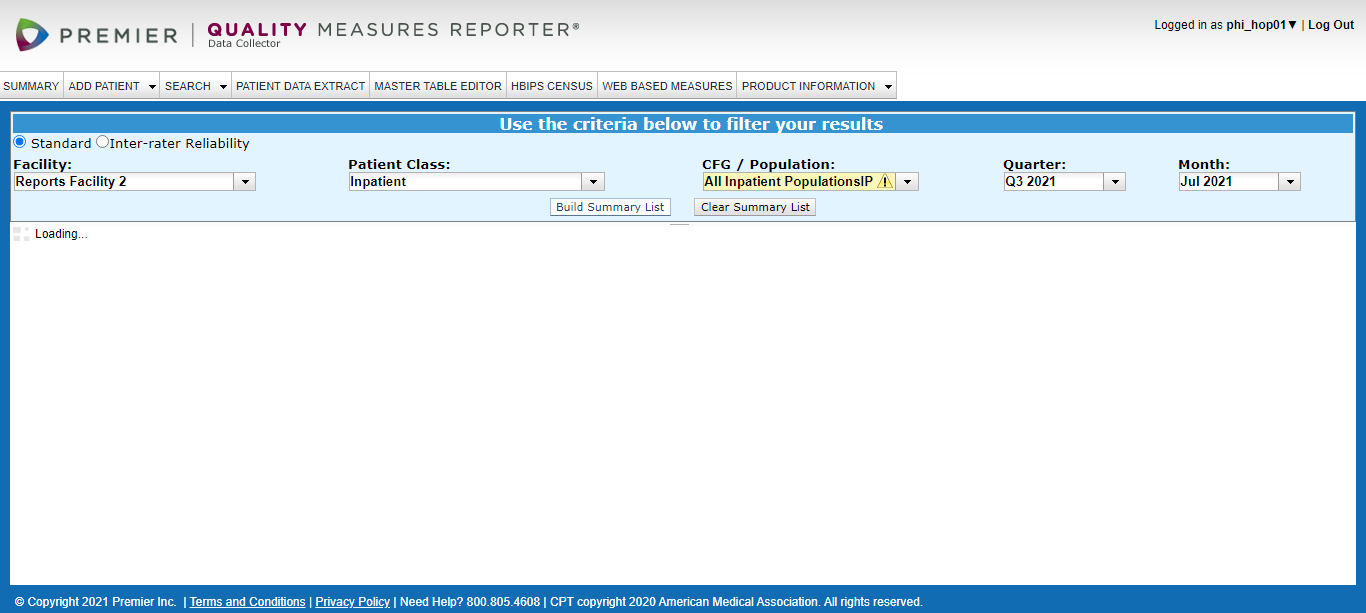 PREMIER | QUALITY MEASURES REPORTER®
Data Collector
Logged in as phi_hop01▼ | Log Out
SUMMARY ADD PATIENT SEARCH PATIENT DATA EXTRACT MASTER TABLE EDITOR HBIPS CENSUS WEB BASED MEASURES PRODUCT INFORMATION
Use the criteria below to filter your results
Standard Inter-rater Reliability
Facility: Patient Class: CFG / Population: Quarter: Month:
Reports Facility 2 Inpatient All Inpatient PopulationsIP Q3 2021 Jul 2021
Build Summary List Clear Summary List
Loading...
© Copyright 2021 Premier Inc. | Terms and Conditions | Privacy Policy | Need Help? 800.805.4608 | CPT copyright 2020 American Medical Association. All rights reserved.